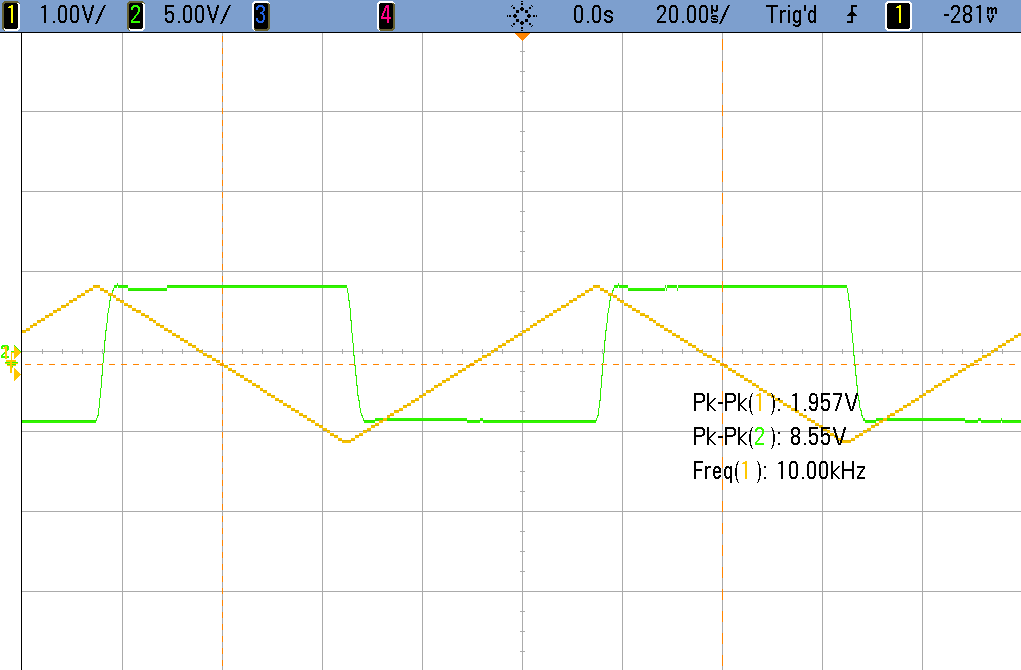 1 1.00V/ 2 5.00V/ 3 4 0.0s 20.00µs/ Trig'd 1 -281mV
2
Pk-Pk(1): 1.957V
Pk-Pk(2): 8.55V
Freq(1): 10.00kHz